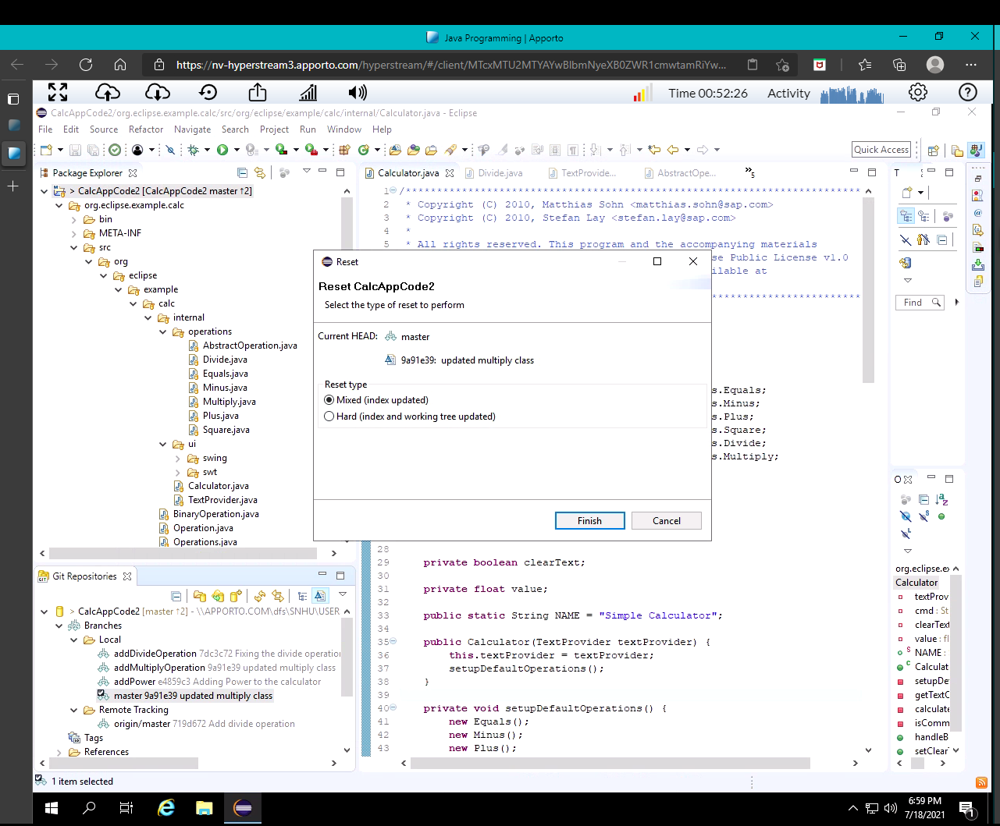 Java Programming | Apporto
https://nv-hyperstream3.apporto.com/hyperstream/#/client/MTcxMTU2MTYAYwBlbmNyeXB0ZWR1cmwtamRiYw...
Time 00:52:26 Activity
CalcAppCode2/org.eclipse.example.calc/src/org/eclipse/example/calc/internal/Calculator.java - Eclipse
File Edit Source Refactor Navigate Search Project Run Window Help
Quick Access
Package Explorer
> CalcAppCode2 [CalcAppCode2 master ↑2]
org.eclipse.example.calc
bin
META-INF
src
org
eclipse
example
calc
internal
operations
AbstractOperation.java
Divide.java
Equals.java
Minus.java
Multiply.java
Plus.java
Square.java
ui
swing
swt
Calculator.java
TextProvider.java
BinaryOperation.java
Operation.java
Operations.java
Calculator.java Divide.java TextProvide... AbstractOpe... »5
1 /************************************************************************
2 * Copyright (C) 2010, Matthias Sohn <matthias.sohn@sap.com>
3 * Copyright (C) 2010, Stefan Lay <stefan.lay@sap.com>
4 *
5 * All rights reserved. This program and the accompanying materials
se Public License v1.0
ilable at
************************
s.Equals;
s.Minus;
s.Plus;
s.Square;
s.Divide;
s.Multiply;
Reset
Reset CalcAppCode2
Select the type of reset to perform
Current HEAD: master
9a91e39: updated multiply class
Reset type
Mixed (index updated)
Hard (index and working tree updated)
Finish Cancel
28
29 private boolean clearText;
30
31 private float value;
32
33 public static String NAME = "Simple Calculator";
34
35 public Calculator(TextProvider textProvider) {
36 this.textProvider = textProvider;
37 setupDefaultOperations();
38 }
39
40 private void setupDefaultOperations() {
41 new Equals();
42 new Minus();
43 new Plus();
Git Repositories
> CalcAppCode2 [master ↑2] - \\APPORTO.COM\dfs\SNHU\USER
Branches
Local
addDivideOperation 7dc3c72 Fixing the divide operatio
addMultiplyOperation 9a91e39 updated multiply class
addPower e4859c3 Adding Power to the calculator
master 9a91e39 updated multiply class
Remote Tracking
origin/master 719d672 Add divide operation
Tags
References
1 item selected
T
Find
O
org.eclipse.ex
Calculator
textProv
cmd : St
clearText
value : fl
NAME :
Calculat
setupDe
getTextC
calculate
isComm
handleB
setClear
6:59 PM
7/18/2021
1